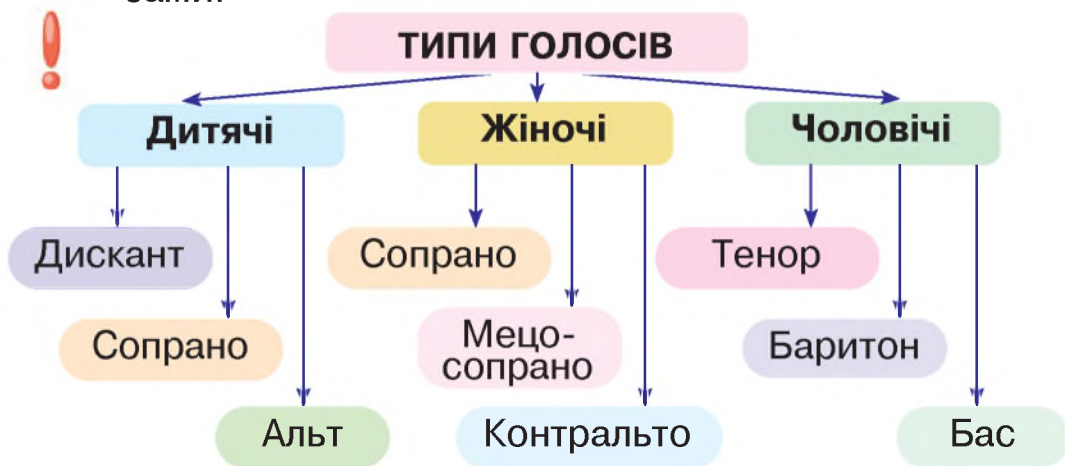 ТИПИ ГОЛОСІВ
Дитячі Жіночі Чоловічі
Дискант Сопрано Тенор
Сопрано Мецо-
сопрано Баритон
Альт Контральто Бас